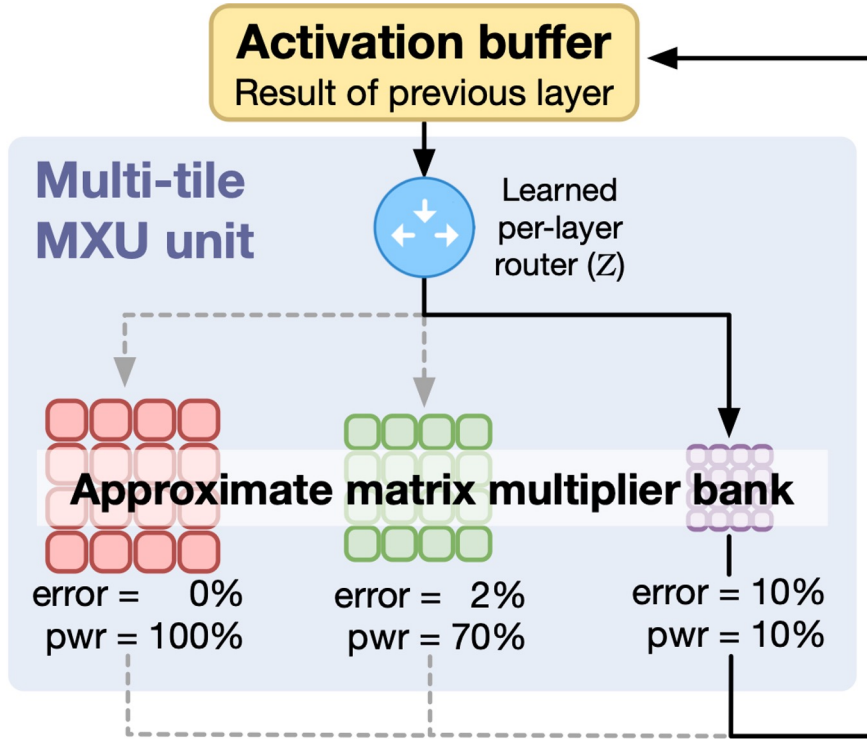 Activation buffer
Result of previous layer
Multi-tile
MXU unit
Learned
per-layer
router (Z)
Approximate matrix multiplier bank
error = 0%
pwr = 100%
error = 2%
pwr = 70%
error = 10%
pwr = 10%